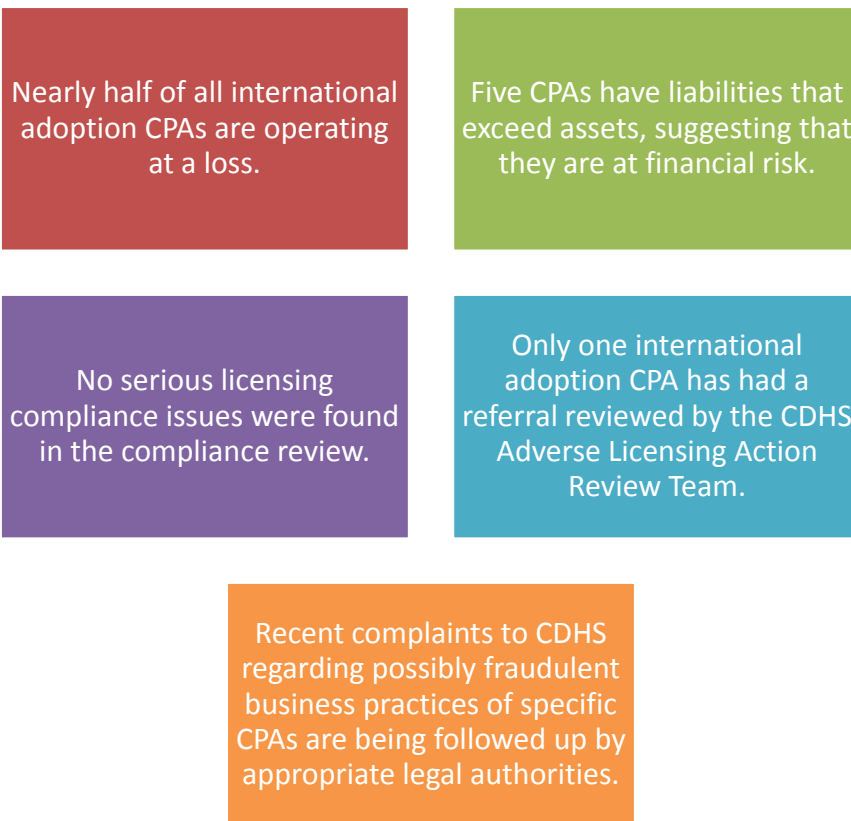 Nearly half of all international
adoption CPAs are operating
at a loss.
Five CPAs have liabilities that
exceed assets, suggesting that
they are at financial risk.
No serious licensing
compliance issues were found
in the compliance review.
Only one international
adoption CPA has had a
referral reviewed by the CDHS
Adverse Licensing Action
Review Team.
Recent complaints to CDHS
regarding possibly fraudulent
business practices of specific
CPAs are being followed up by
appropriate legal authorities.